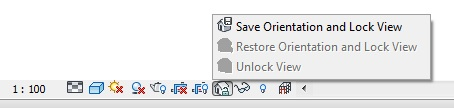 Save Orientation and Lock View
Restore Orientation and Lock View
Unlock View
1 : 100